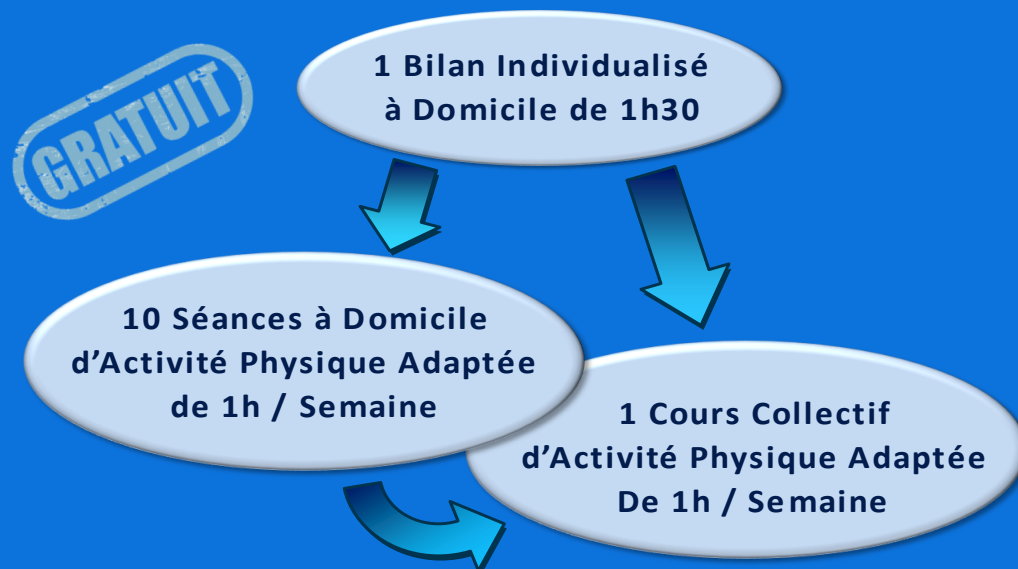 GRATUIT
1 Bilan Individualisé
à Domicile de 1h30
10 Séances à Domicile
d’Activité Physique Adaptée
de 1h / Semaine
1 Cours Collectif
d’Activité Physique Adaptée
De 1h / Semaine